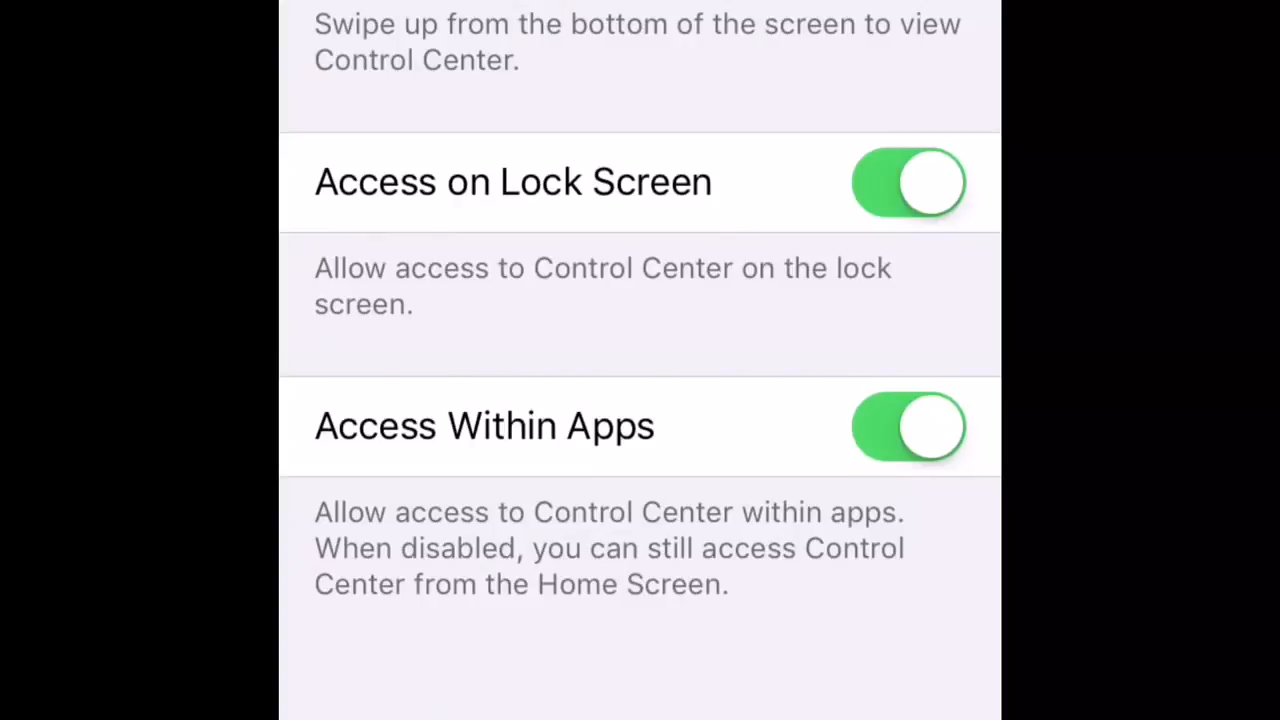 Swipe up from the bottom of the screen to view
Control Center.
Access on Lock Screen
Allow access to Control Center on the lock
screen.
Access Within Apps
Allow access to Control Center within apps.
When disabled, you can still access Control
Center from the Home Screen.